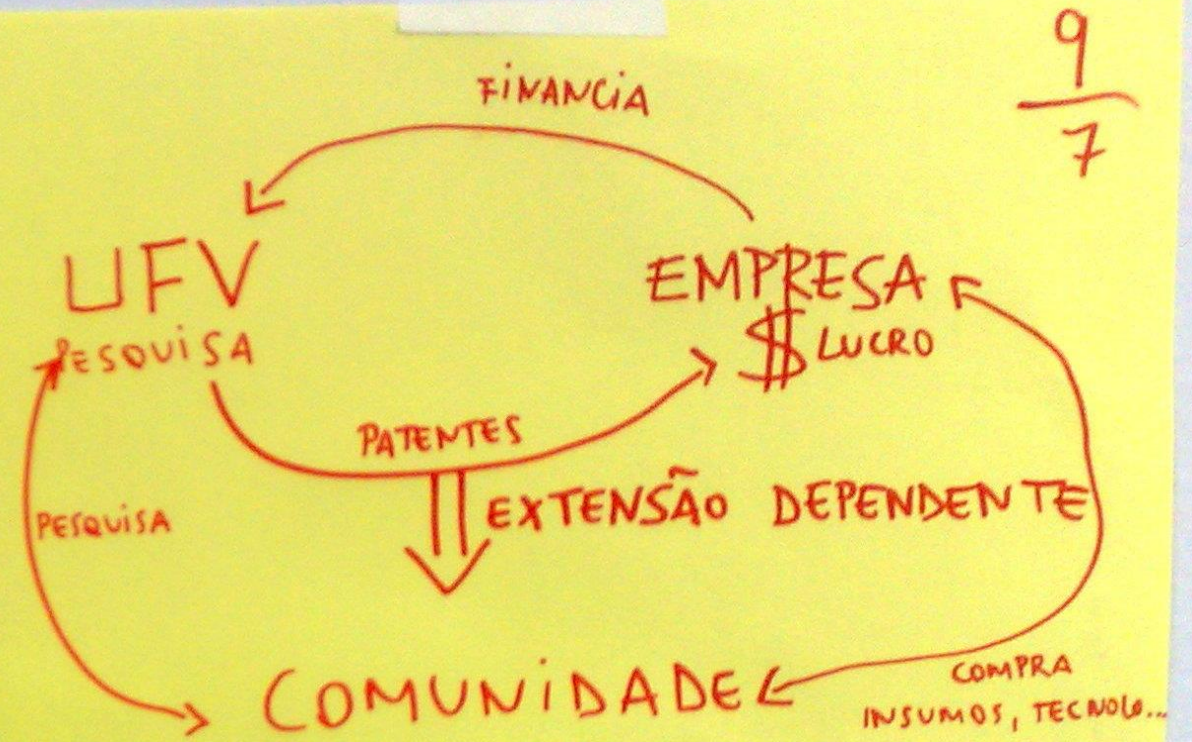 9
7
FINANCIA
UFV
PESQUISA
EMPRESA
$ LUCRO
PATENTES
EXTENSÃO DEPENDENTE
PESQUISA
COMUNIDADE
COMPRA
INSUMOS, TECNOLO...